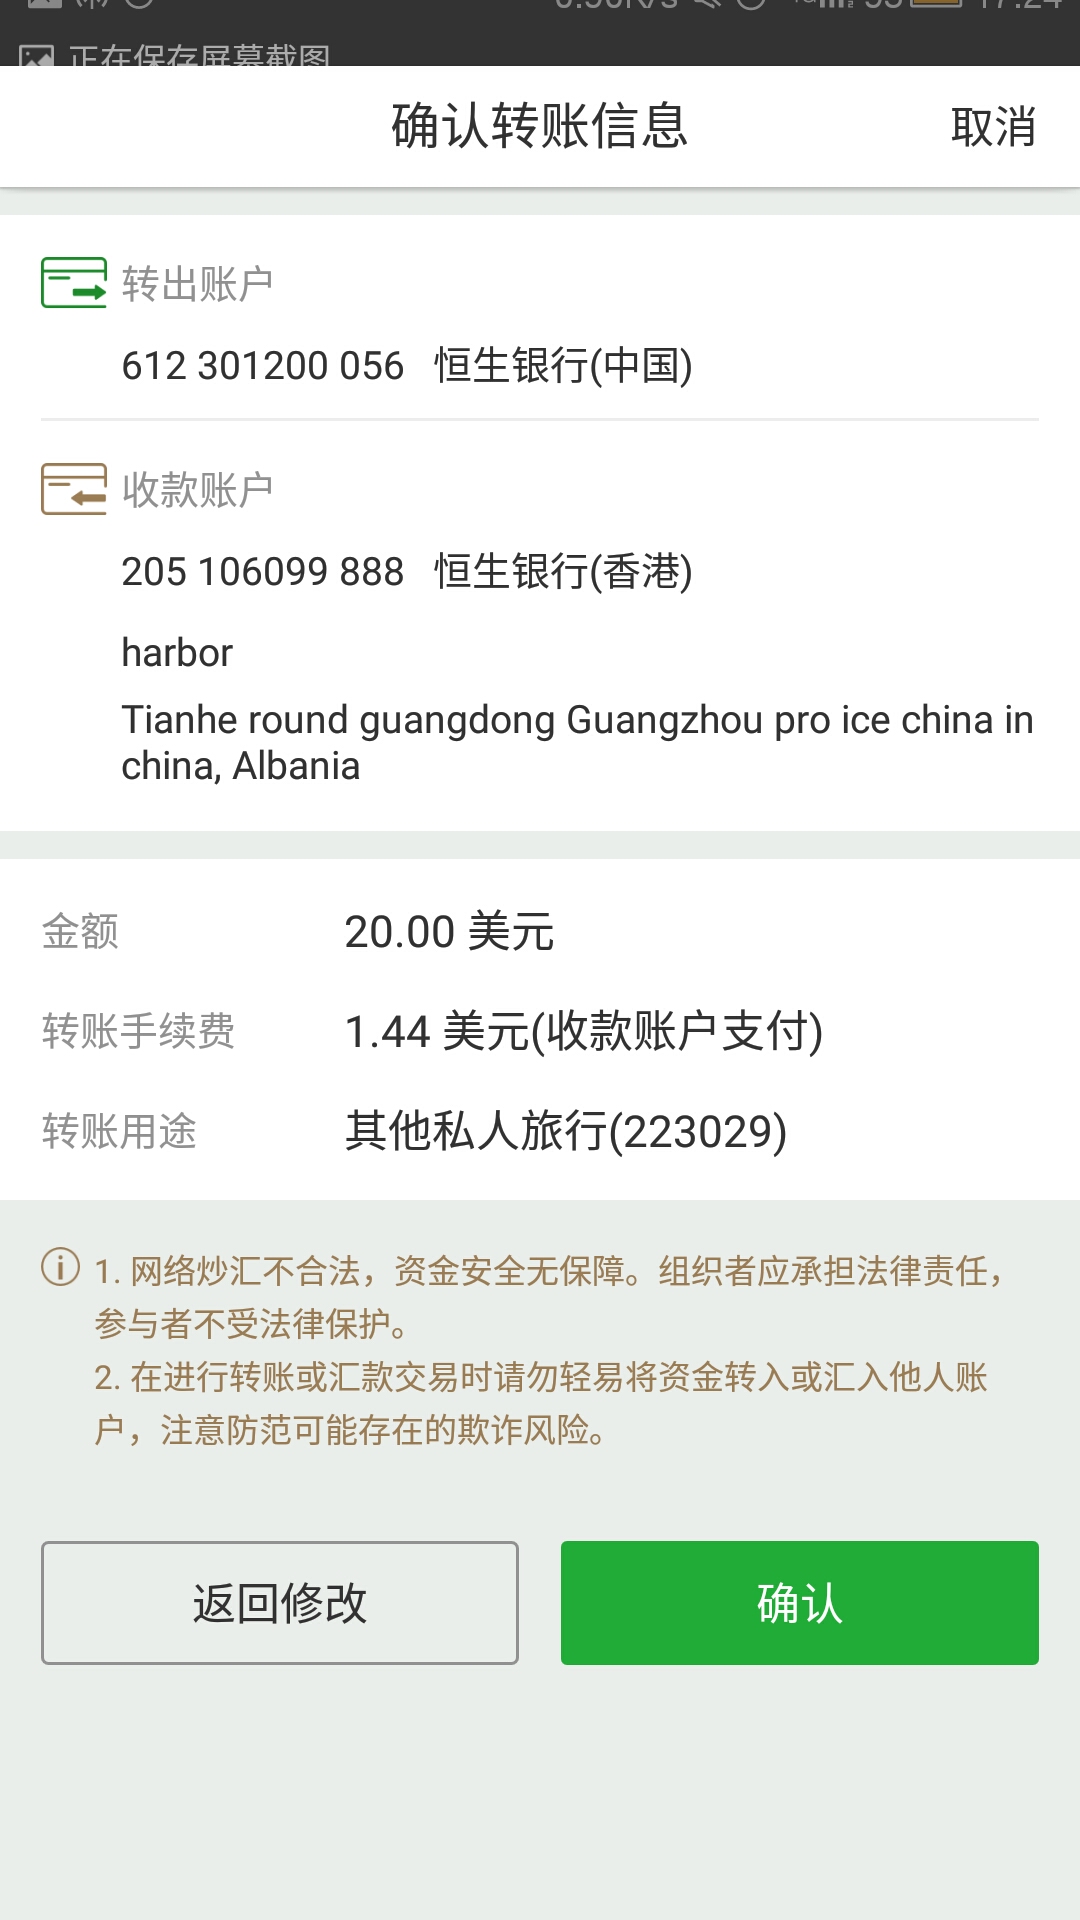 正在保存屏幕截图
确认转账信息 取消
转出账户
612 301200 056 恒生银行(中国)
收款账户
205 106099 888 恒生银行(香港)
harbor
Tianhe round guangdong Guangzhou pro ice china in
china, Albania
金额 20.00 美元
转账手续费 1.44 美元(收款账户支付)
转账用途 其他私人旅行(223029)
1. 网络炒汇不合法，资金安全无保障。组织者应承担法律责任，
参与者不受法律保护。
2. 在进行转账或汇款交易时请勿轻易将资金转入或汇入他人账
户，注意防范可能存在的欺诈风险。
返回修改 确认